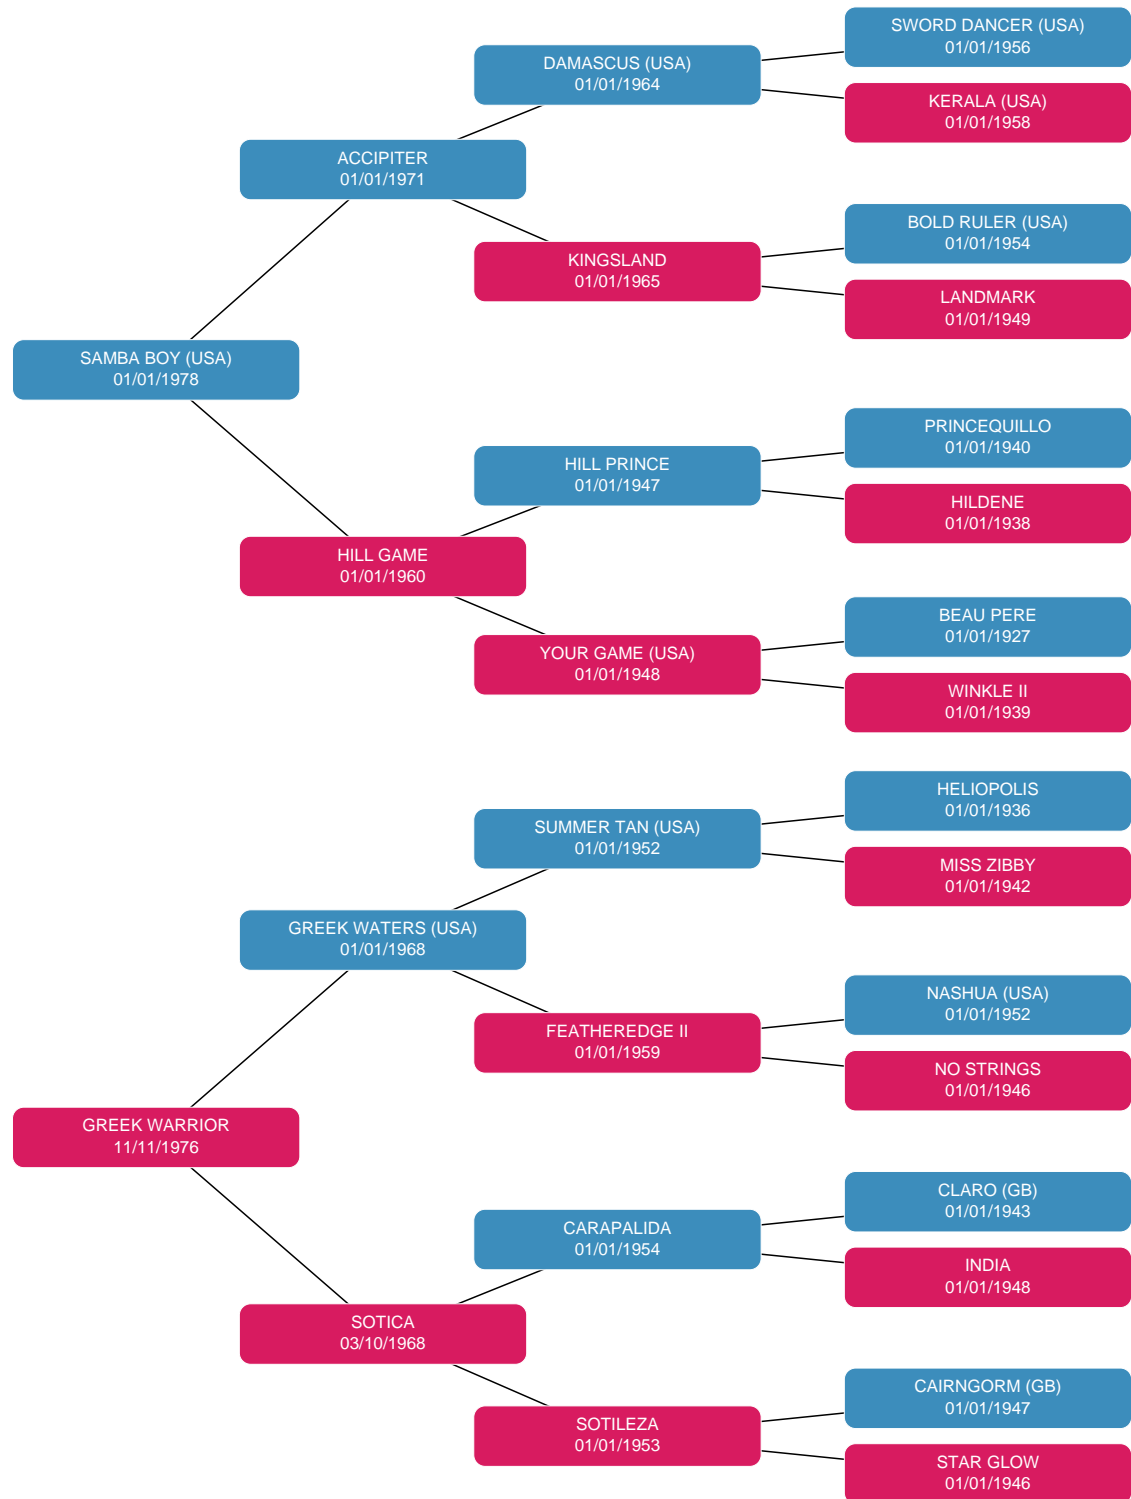 SWORD DANCER (USA)
01/01/1956
DAMASCUS (USA)
01/01/1964
KERALA (USA)
01/01/1958
ACCIPITER
01/01/1971
BOLD RULER (USA)
01/01/1954
KINGSLAND
01/01/1965
LANDMARK
01/01/1949
SAMBA BOY (USA)
01/01/1978
PRINCEQUILLO
01/01/1940
HILL PRINCE
01/01/1947
HILDENE
01/01/1938
HILL GAME
01/01/1960
BEAU PERE
01/01/1927
YOUR GAME (USA)
01/01/1948
WINKLE II
01/01/1939
HELIOPOLIS
01/01/1936
SUMMER TAN (USA)
01/01/1952
MISS ZIBBY
01/01/1942
GREEK WATERS (USA)
01/01/1968
NASHUA (USA)
01/01/1952
FEATHEREDGE II
01/01/1959
NO STRINGS
01/01/1946
GREEK WARRIOR
11/11/1976
CLARO (GB)
01/01/1943
CARAPALIDA
01/01/1954
INDIA
01/01/1948
SOTICA
03/10/1968
CAIRNGORM (GB)
01/01/1947
SOTILEZA
01/01/1953
STAR GLOW
01/01/1946